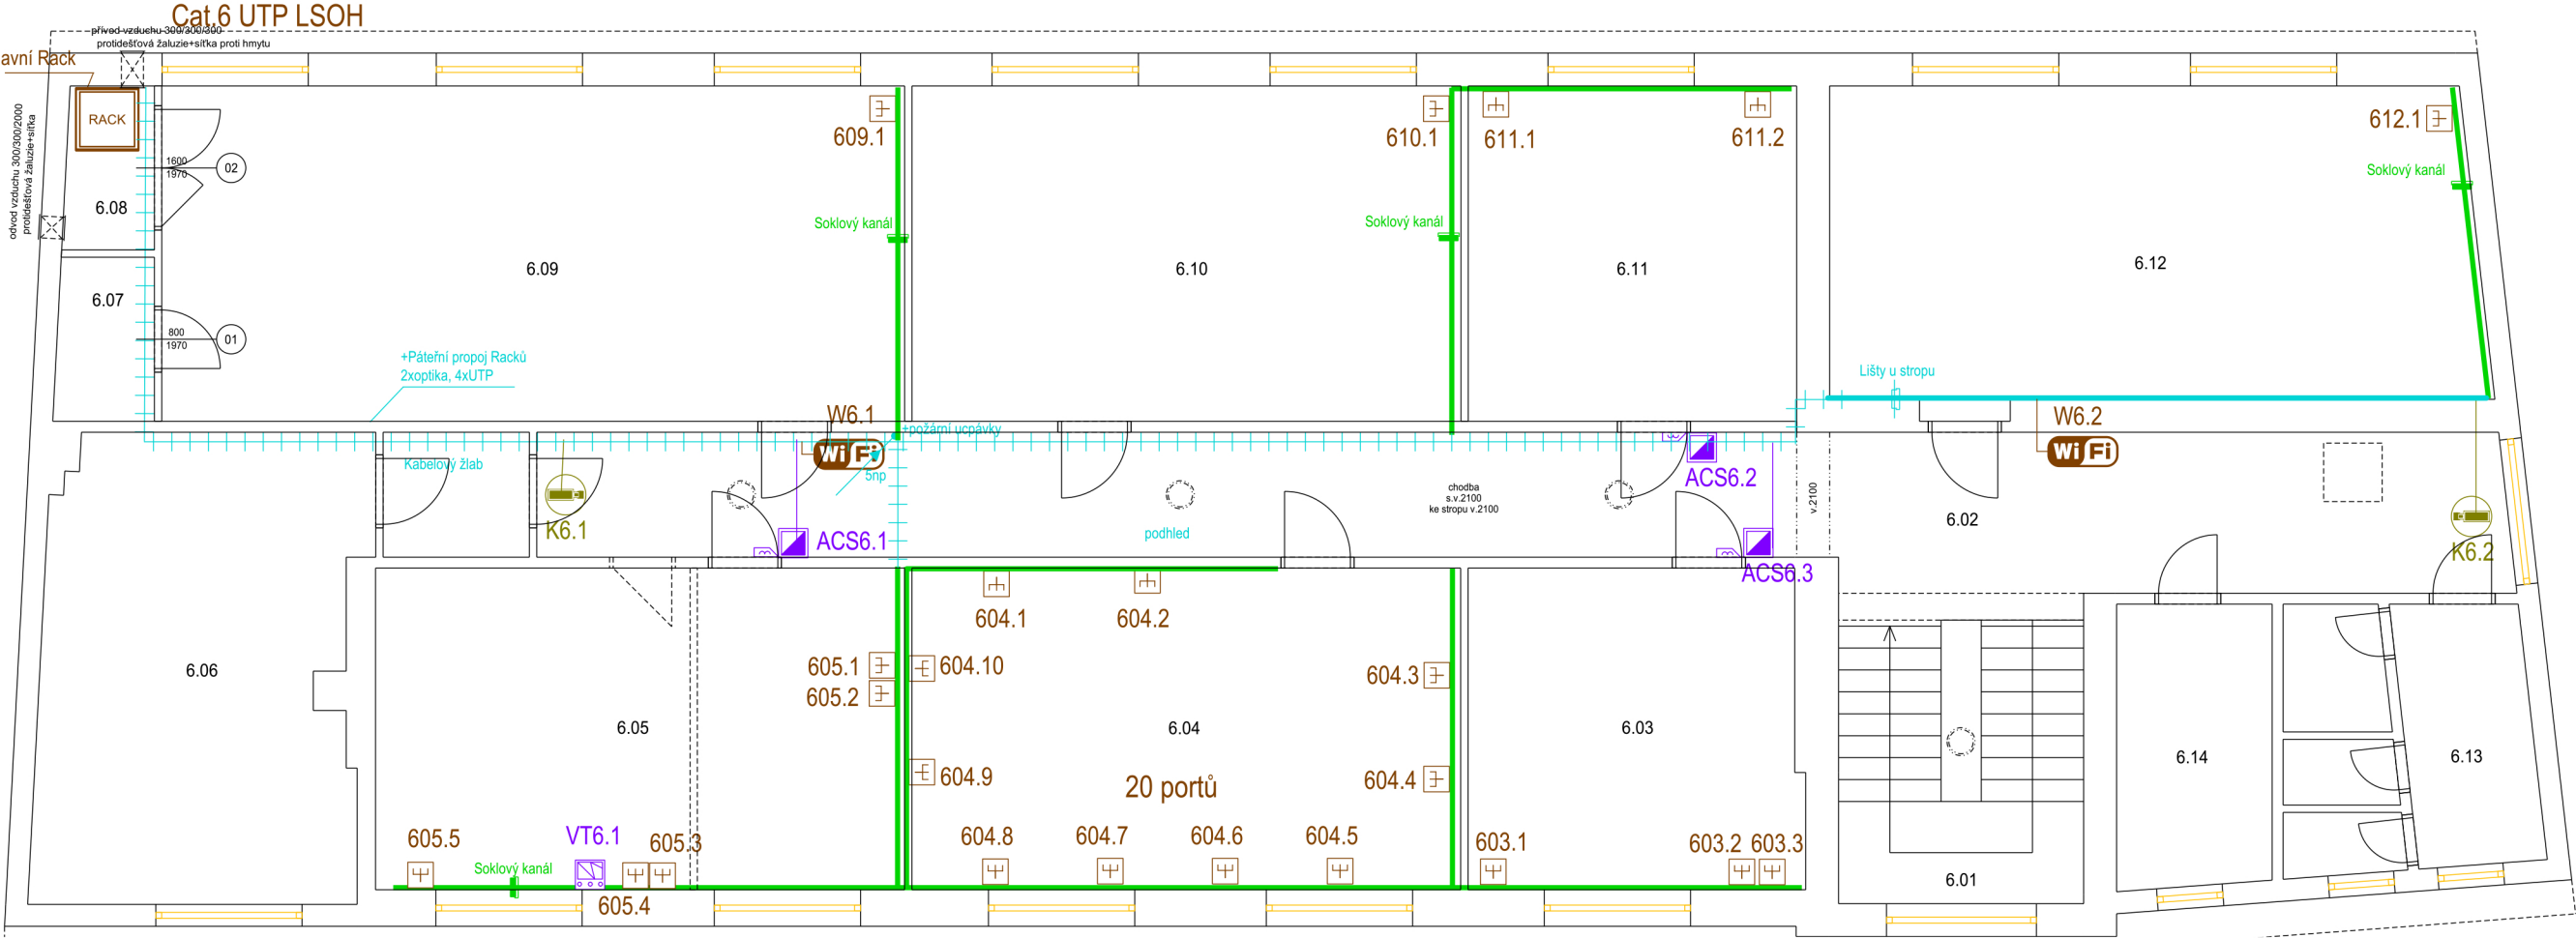 Cat.6 UTP LSOH
přívod vzduchu 300/300/300
protidešťová žaluzie+síťka proti hmytu
avní Rack
RACK
odvod vzduchu 300/300/2000
protidešťová žaluzie+síťka
609.1
610.1
611.1
611.2
612.1
1600
1970
02
6.08
Soklový kanál
Soklový kanál
Soklový kanál
6.09
6.10
6.11
6.12
6.07
800
1970
01
+Páteřní propoj Racků
2xoptika, 4xUTP
Lišty u stropu
W6.1
WiFi
+požární ucpávky
5np
W6.2
WiFi
Kabelový žlab
K6.1
ACS6.1
podhled
chodba
s.v.2100
ke stropu v.2100
ACS6.2
ACS6.3
v.2100
6.02
K6.2
604.1
604.2
6.06
605.1
605.2
604.10
604.3
6.05
6.04
6.03
604.9
20 portů
604.4
6.14
6.13
605.5
VT6.1
605.3
604.8
604.7
604.6
604.5
603.1
603.2
603.3
Soklový kanál
605.4
6.01